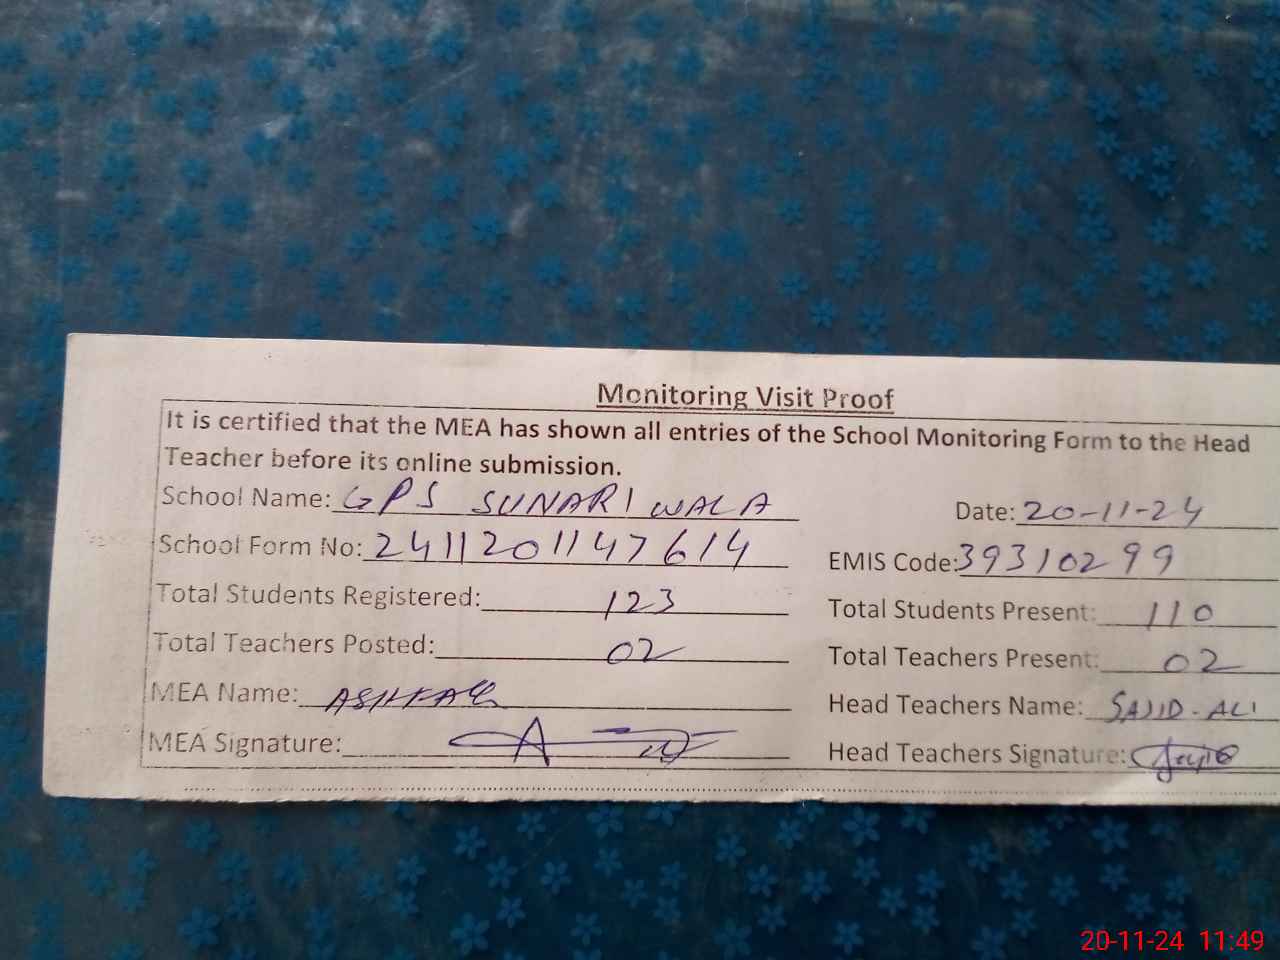 Monitoring Visit Proof
It is certified that the MEA has shown all entries of the School Monitoring Form to the Head
Teacher before its online submission.
School Name: GPS SUNARI WALA Date: 20-11-24
School Form No: 2411201147614 EMIS Code: 39310299
Total Students Registered: 123 Total Students Present: 110
Total Teachers Posted: 02 Total Teachers Present: 02
MEA Name: ASHFAQ Head Teachers Name: SAJID-ALI
MEA Signature: Head Teachers Signature:
20-11-24 11:49